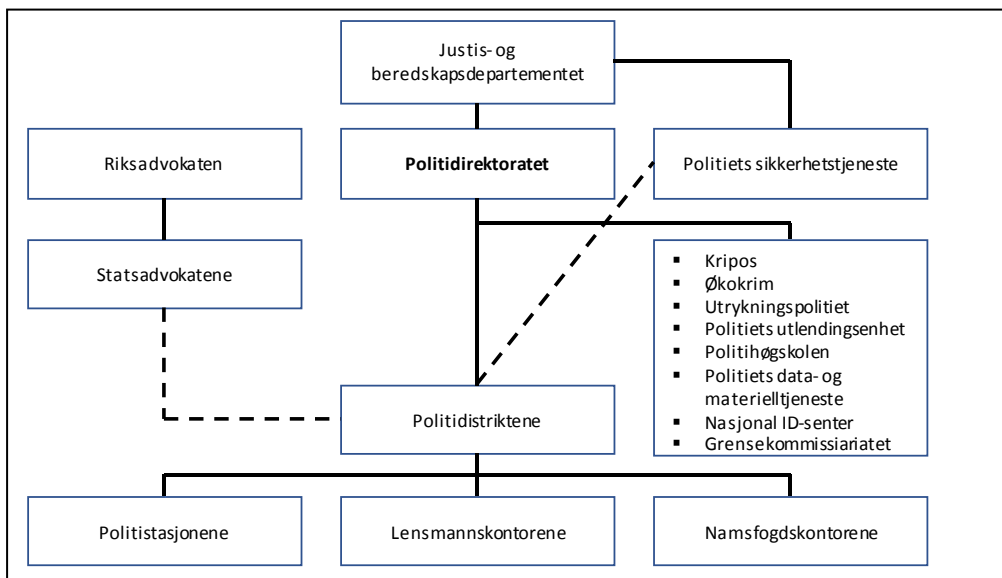 Justis- og
beredskapsdepartementet
Riksadvokaten
Politidirektoratet
Politiets sikkerhetstjeneste
Statsadvokatene
▪ Kripos
▪ Økokrim
▪ Utrykningspolitiet
▪ Politiets utlendingsenhet
▪ Politihøgskolen
▪ Politiets data- og
materielltjeneste
▪ Nasjonal ID-senter
▪ Grensekommissiariatet
Politidistriktene
Politistasjonene
Lensmannskontorene
Namsfogdskontorene